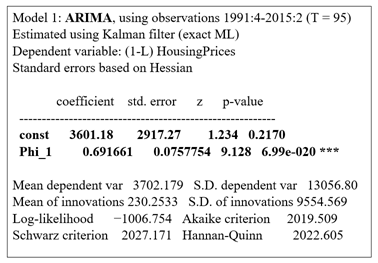 Model 1: ARIMA, using observations 1991:4-2015:2 (T = 95)
Estimated using Kalman filter (exact ML)
Dependent variable: (1-L) HousingPrices
Standard errors based on Hessian
coefficient std. error z p-value
--------------------------------------------------------
const 3601.18 2917.27 1.234 0.2170
Phi_1 0.691661 0.0757754 9.128 6.99e-020 ***
Mean dependent var 3702.179 S.D. dependent var 13056.80
Mean of innovations 230.2533 S.D. of innovations 9554.569
Log-likelihood −1006.754 Akaike criterion 2019.509
Schwarz criterion 2027.171 Hannan-Quinn 2022.605